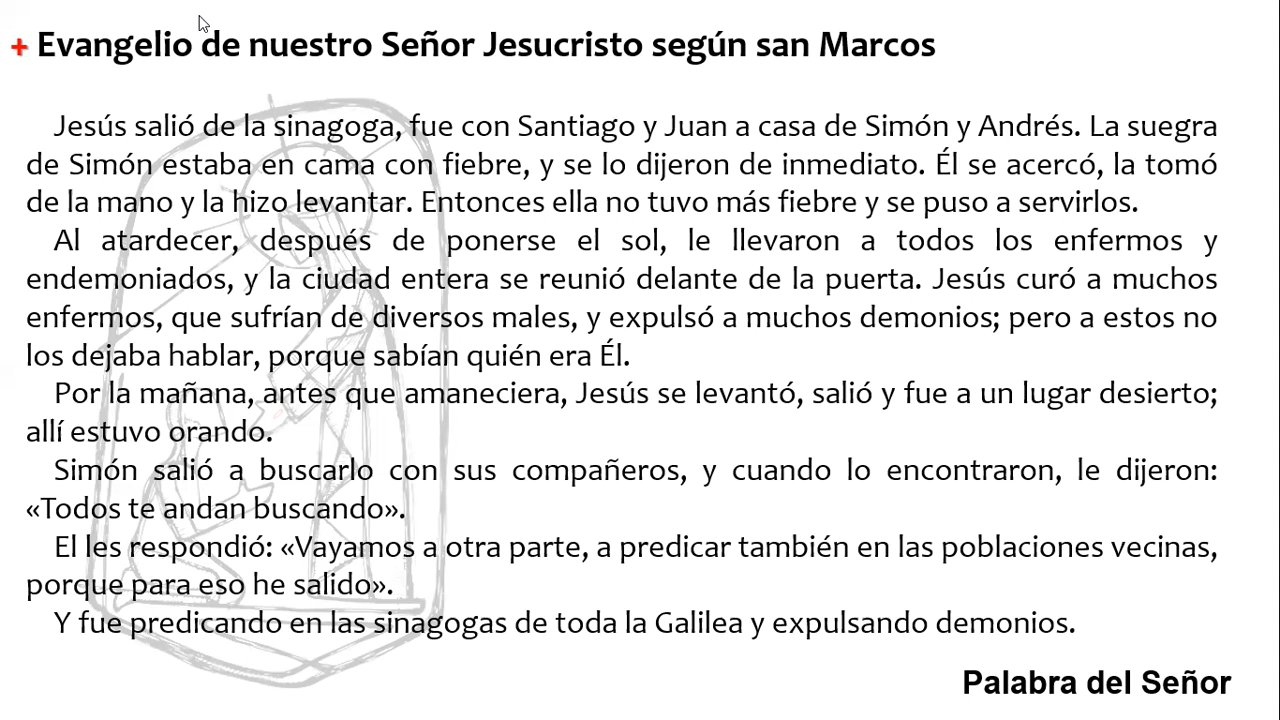 + Evangelio de nuestro Señor Jesucristo según san Marcos
Jesús salió de la sinagoga, fue con Santiago y Juan a casa de Simón y Andrés. La suegra
de Simón estaba en cama con fiebre, y se lo dijeron de inmediato. Él se acercó, la tomó
de la mano y la hizo levantar. Entonces ella no tuvo más fiebre y se puso a servirlos.
Al atardecer, después de ponerse el sol, le llevaron a todos los enfermos y
endemoniados, y la ciudad entera se reunió delante de la puerta. Jesús curó a muchos
enfermos, que sufrían de diversos males, y expulsó a muchos demonios; pero a estos no
los dejaba hablar, porque sabían quién era Él.
Por la mañana, antes que amaneciera, Jesús se levantó, salió y fue a un lugar desierto;
allí estuvo orando.
Simón salió a buscarlo con sus compañeros, y cuando lo encontraron, le dijeron:
«Todos te andan buscando».
El les respondió: «Vayamos a otra parte, a predicar también en las poblaciones vecinas,
porque para eso he salido».
Y fue predicando en las sinagogas de toda la Galilea y expulsando demonios.
Palabra del Señor